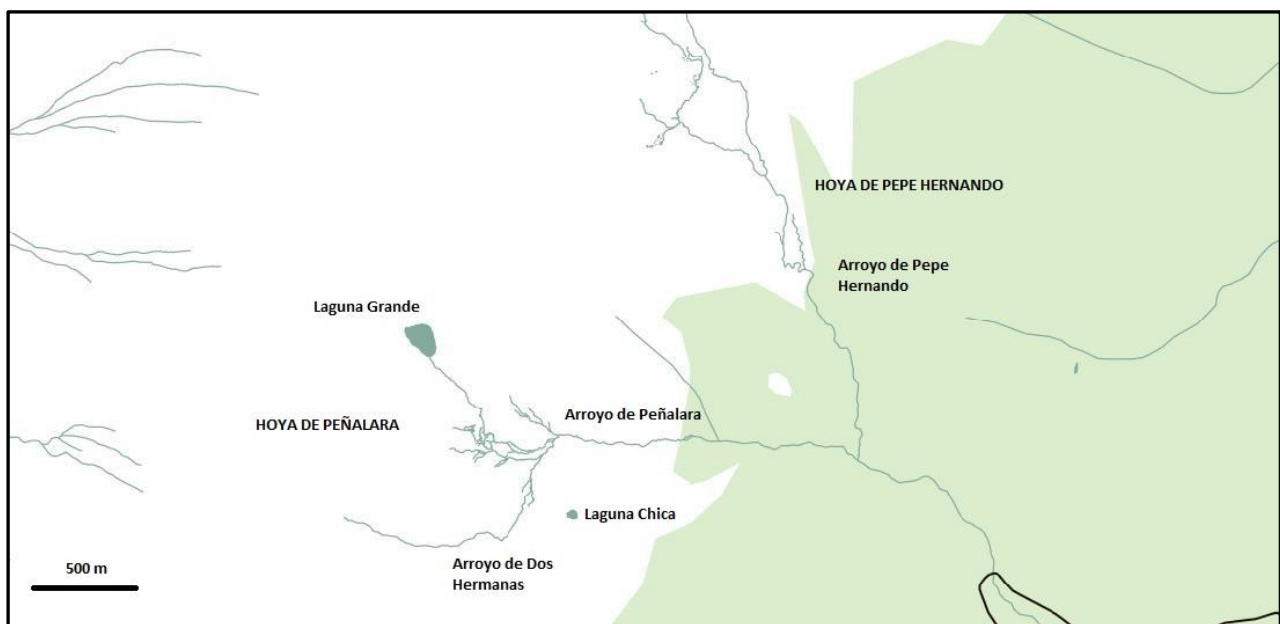 HOYA DE PEPE HERNANDO
Arroyo de Pepe
Hernando
Laguna Grande
Arroyo de Peñalara
HOYA DE PEÑALARA
Laguna Chica
Arroyo de Dos
Hermanas
500 m